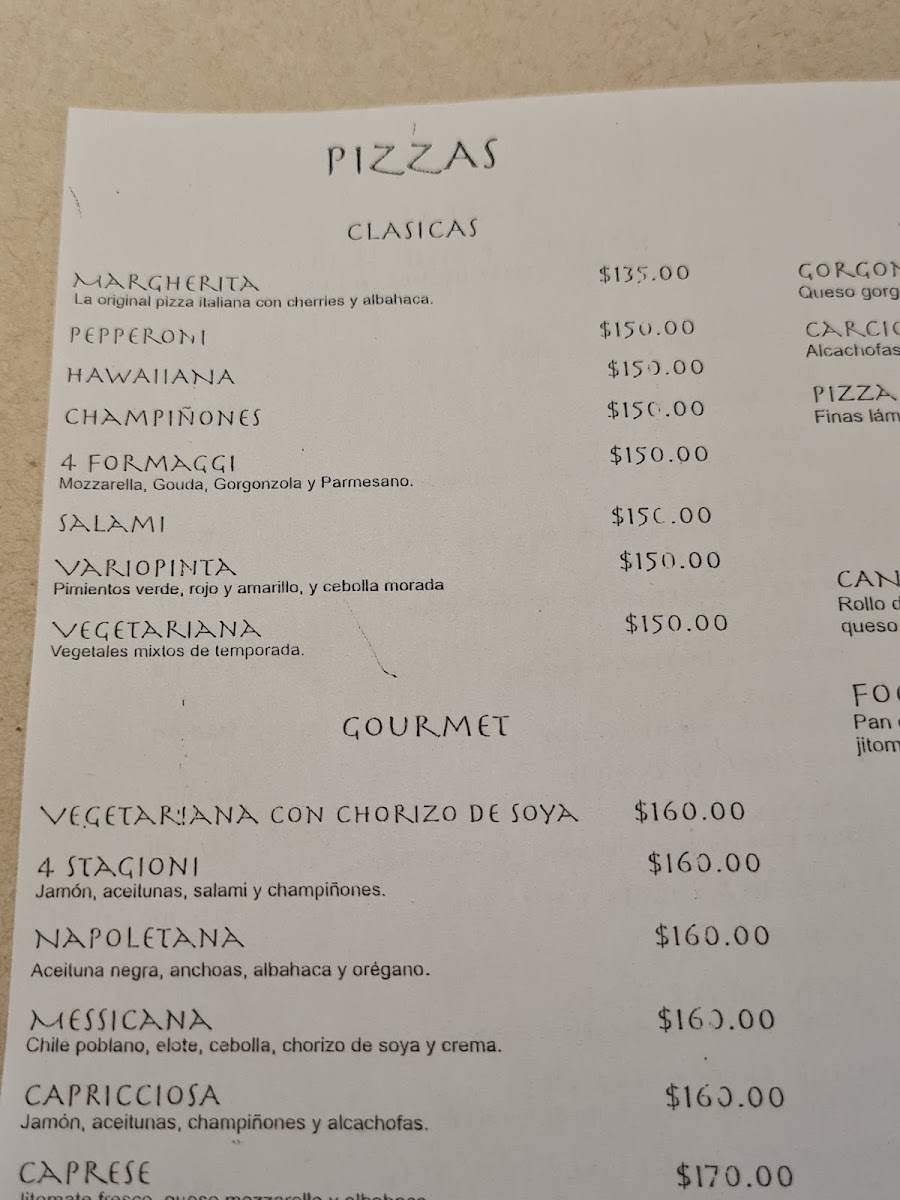 PIZZAS
CLASICAS
MARGHERITA $135.00
La original pizza italiana con cherries y albahaca.
PEPPERONI $150.00
HAWAIIANA $150.00
CHAMPIÑONES $150.00
4 FORMAGGI $150.00
Mozzarella, Gouda, Gorgonzola y Parmesano.
SALAMI $150.00
VARIOPINTA $150.00
Pimientos verde, rojo y amarillo, y cebolla morada
VEGETARIANA $150.00
Vegetales mixtos de temporada.
GOURMET
VEGETARIANA CON CHORIZO DE SOYA $160.00
4 STAGIONI $160.00
Jamón, aceitunas, salami y champiñones.
NAPOLETANA $160.00
Aceituna negra, anchoas, albahaca y orégano.
MESSICANA $160.00
Chile poblano, elote, cebolla, chorizo de soya y crema.
CAPRICCIOSA $160.00
Jamón, aceitunas, champiñones y alcachofas.
CAPRESE $170.00
jitomate fresco, queso mozzarella y albahaca
Queso
Alcachofas
PIZZA
Finas
Rollo
queso
Pan